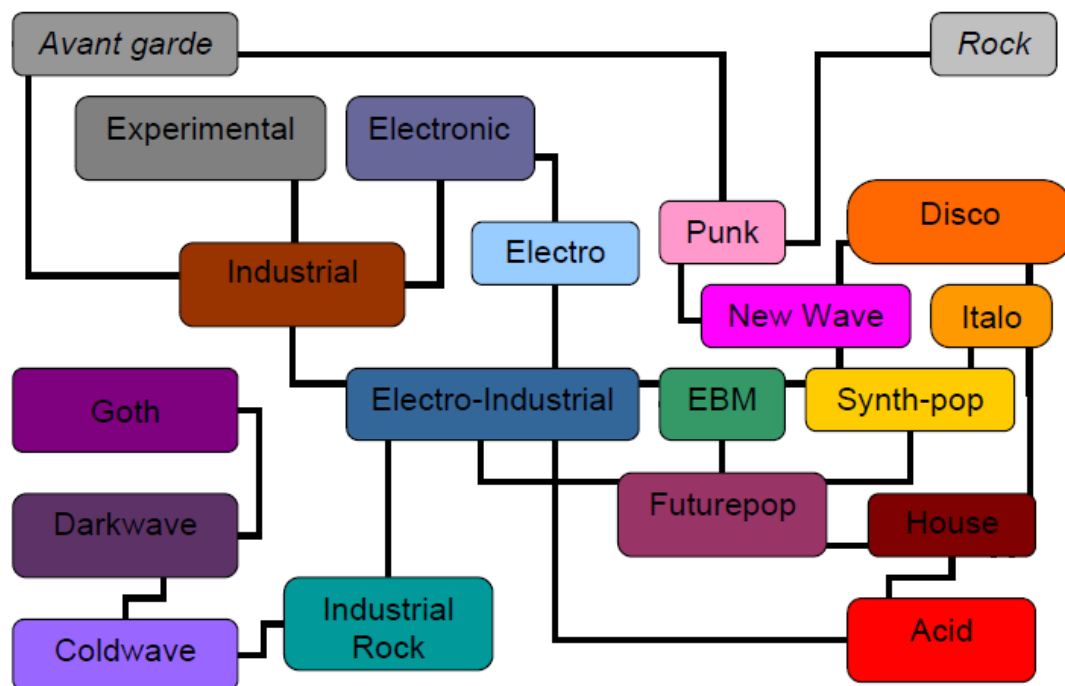 Avant garde
Rock
Experimental
Electronic
Disco
Punk
Electro
Industrial
New Wave
Italo
Goth
Electro-Industrial
EBM
Synth-pop
Darkwave
Futurepop
House
Industrial
Rock
Coldwave
Acid